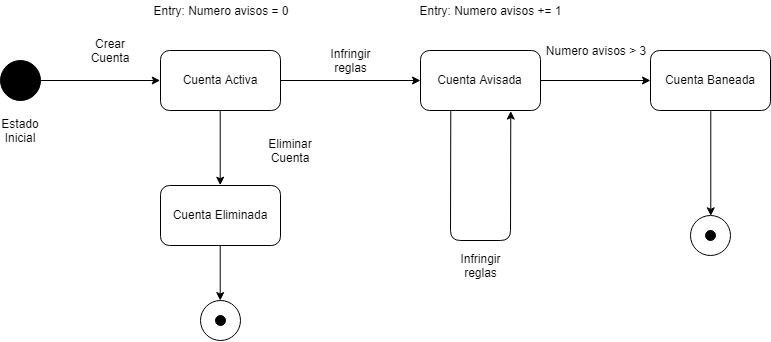 Entry: Numero avisos = 0
Entry: Numero avisos += 1
Crear
Cuenta
Infringir
reglas
Numero avisos > 3
Cuenta Activa
Cuenta Avisada
Cuenta Baneada
Estado
Inicial
Eliminar
Cuenta
Cuenta Eliminada
Infringir
reglas